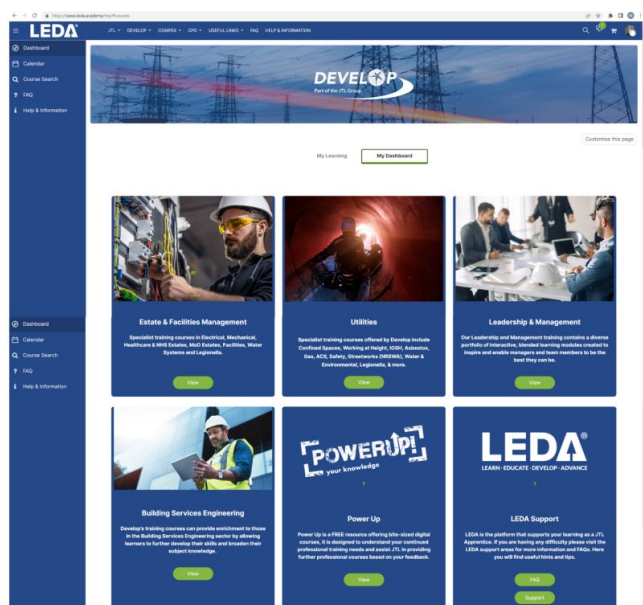 https://www.leda.academy/my/#courses
LEDA®
JTL DEVELOP COMPEX CPD USEFUL LINKS FAQ HELP & INFORMATION
Dashboard
Calendar
Course Search
FAQ
Help & Information
DEVELOP
Part of the JTL Group
Customise this page
My Learning My Dashboard
Estate & Facilities Management
Specialist training courses in Electrical, Mechanical,
Healthcare & NHS Estates, MoD Estates, Facilities, Water
Systems and Legionella.
View
Utilities
Specialist training courses offered by Develop include
Confined Spaces, Working at Height, IOSH, Asbestos,
Gas, ACS, Safety, Streetworks (NRSWA), Water &
Environmental, Legionella, & more.
View
Leadership & Management
Our Leadership and Management training contains a diverse
portfolio of interactive, blended learning modules created to
inspire and enable managers and team members to be the
best they can be.
View
Dashboard
Calendar
Course Search
FAQ
Help & Information
Building Services Engineering
Develop's training courses can provide enrichment to those
in the Building Services Engineering sector by allowing
learners to further develop their skills and broaden their
subject knowledge.
View
POWERUP!
your knowledge
Power Up
Power Up is a FREE resource offering bite-sized digital
courses, it is designed to understand your continued
professional training needs and assist JTL in providing
further professional courses based on your feedback.
View
LEDA®
LEARN - EDUCATE - DEVELOP - ADVANCE
LEDA Support
LEDA is the platform that supports your learning as a JTL
Apprentice. If you are having any difficulty please visit the
LEDA support areas for more information and FAQs. Here
you will find useful hints and tips.
FAQ
Support